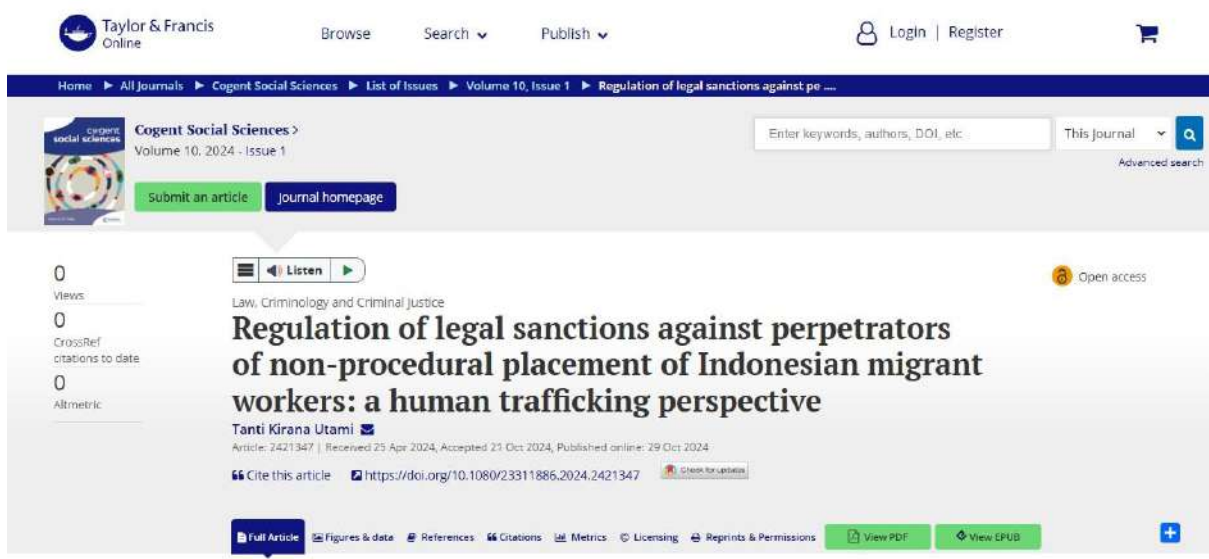 Taylor & Francis
Online
Browse
Search
Publish
Login | Register
Home ▶ All Journals ▶ Cogent Social Sciences ▶ List of Issues ▶ Volume 10, Issue 1 ▶ Regulation of legal sanctions against pe ....
cogent
social sciences
Cogent Social Sciences >
Volume 10, 2024 - Issue 1
Enter keywords, authors, DOI, etc
This Journal
Advanced search
Submit an article
Journal homepage
Listen
Open access
0
Views
0
CrossRef
citations to date
0
Altmetric
Law, Criminology and Criminal Justice
Regulation of legal sanctions against perpetrators
of non-procedural placement of Indonesian migrant
workers: a human trafficking perspective
Tanti Kirana Utami
Article: 2421347 | Received 25 Apr 2024, Accepted 21 Oct 2024, Published online: 29 Oct 2024
Cite this article https://doi.org/10.1080/23311886.2024.2421347 Check for updates
Full Article Figures & data References Citations Metrics Licensing Reprints & Permissions View PDF View EPUB